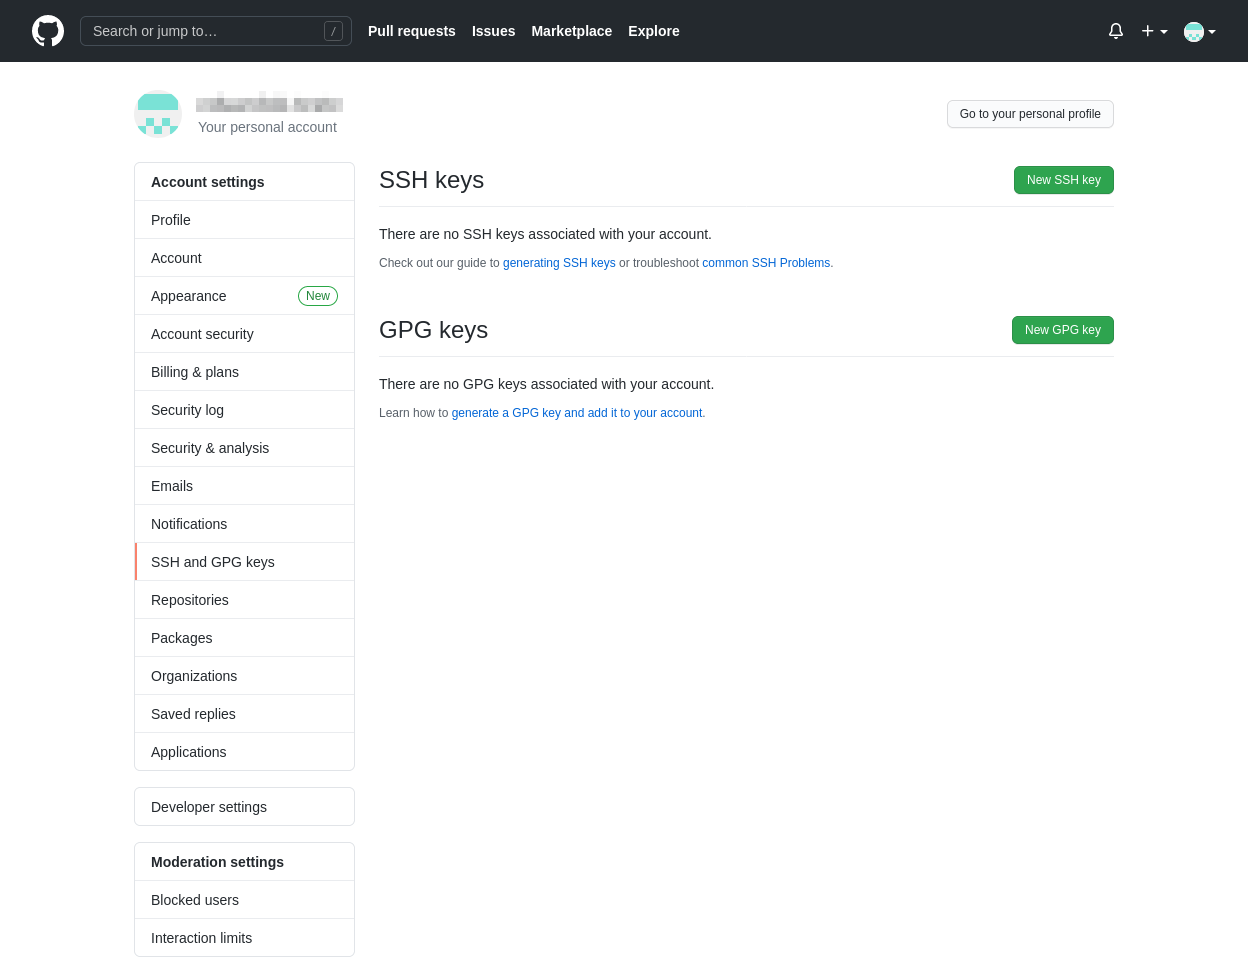 Search or jump to…
/
Pull requests
Issues
Marketplace
Explore
Your personal account
Go to your personal profile
Account settings
Profile
Account
Appearance
New
Account security
Billing & plans
Security log
Security & analysis
Emails
Notifications
SSH and GPG keys
Repositories
Packages
Organizations
Saved replies
Applications
Developer settings
Moderation settings
Blocked users
Interaction limits
SSH keys
New SSH key
There are no SSH keys associated with your account.
Check out our guide to generating SSH keys or troubleshoot common SSH Problems.
GPG keys
New GPG key
There are no GPG keys associated with your account.
Learn how to generate a GPG key and add it to your account.